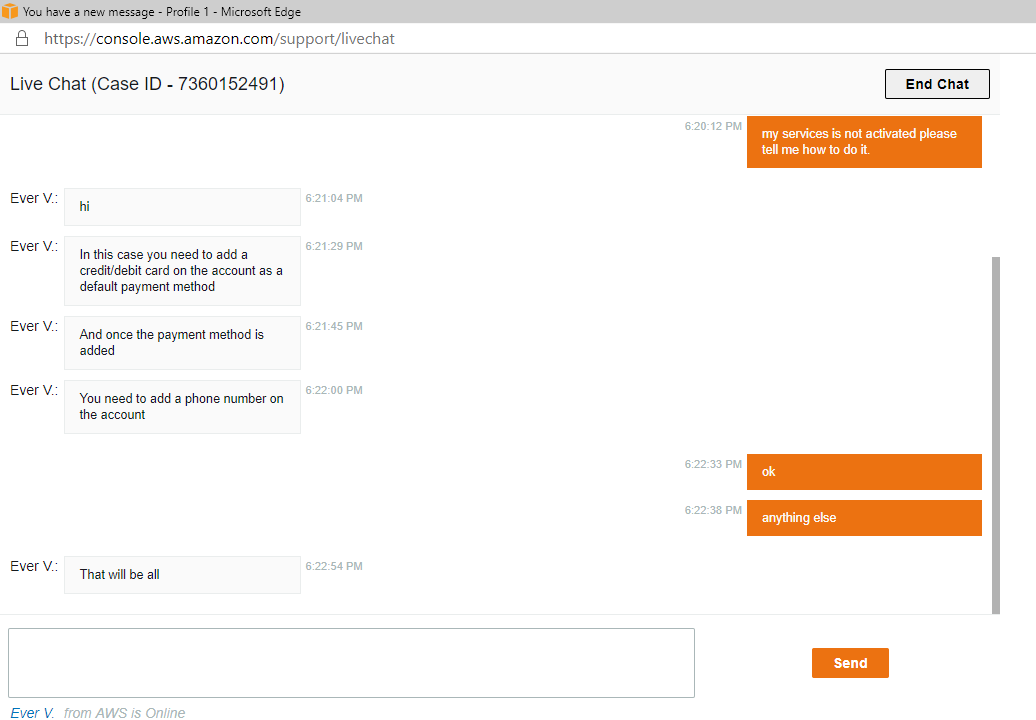 You have a new message - Profile 1 - Microsoft Edge
https://console.aws.amazon.com/support/livechat
Live Chat (Case ID - 7360152491)
End Chat
6:20:12 PM
my services is not activated please
tell me how to do it.
Ever V.:
hi
6:21:04 PM
Ever V.:
In this case you need to add a
credit/debit card on the account as a
default payment method
6:21:29 PM
Ever V.:
And once the payment method is
added
6:21:45 PM
Ever V.:
You need to add a phone number on
the account
6:22:00 PM
6:22:33 PM
ok
6:22:38 PM
anything else
Ever V.:
That will be all
6:22:54 PM
Send
Ever V. from AWS is Online